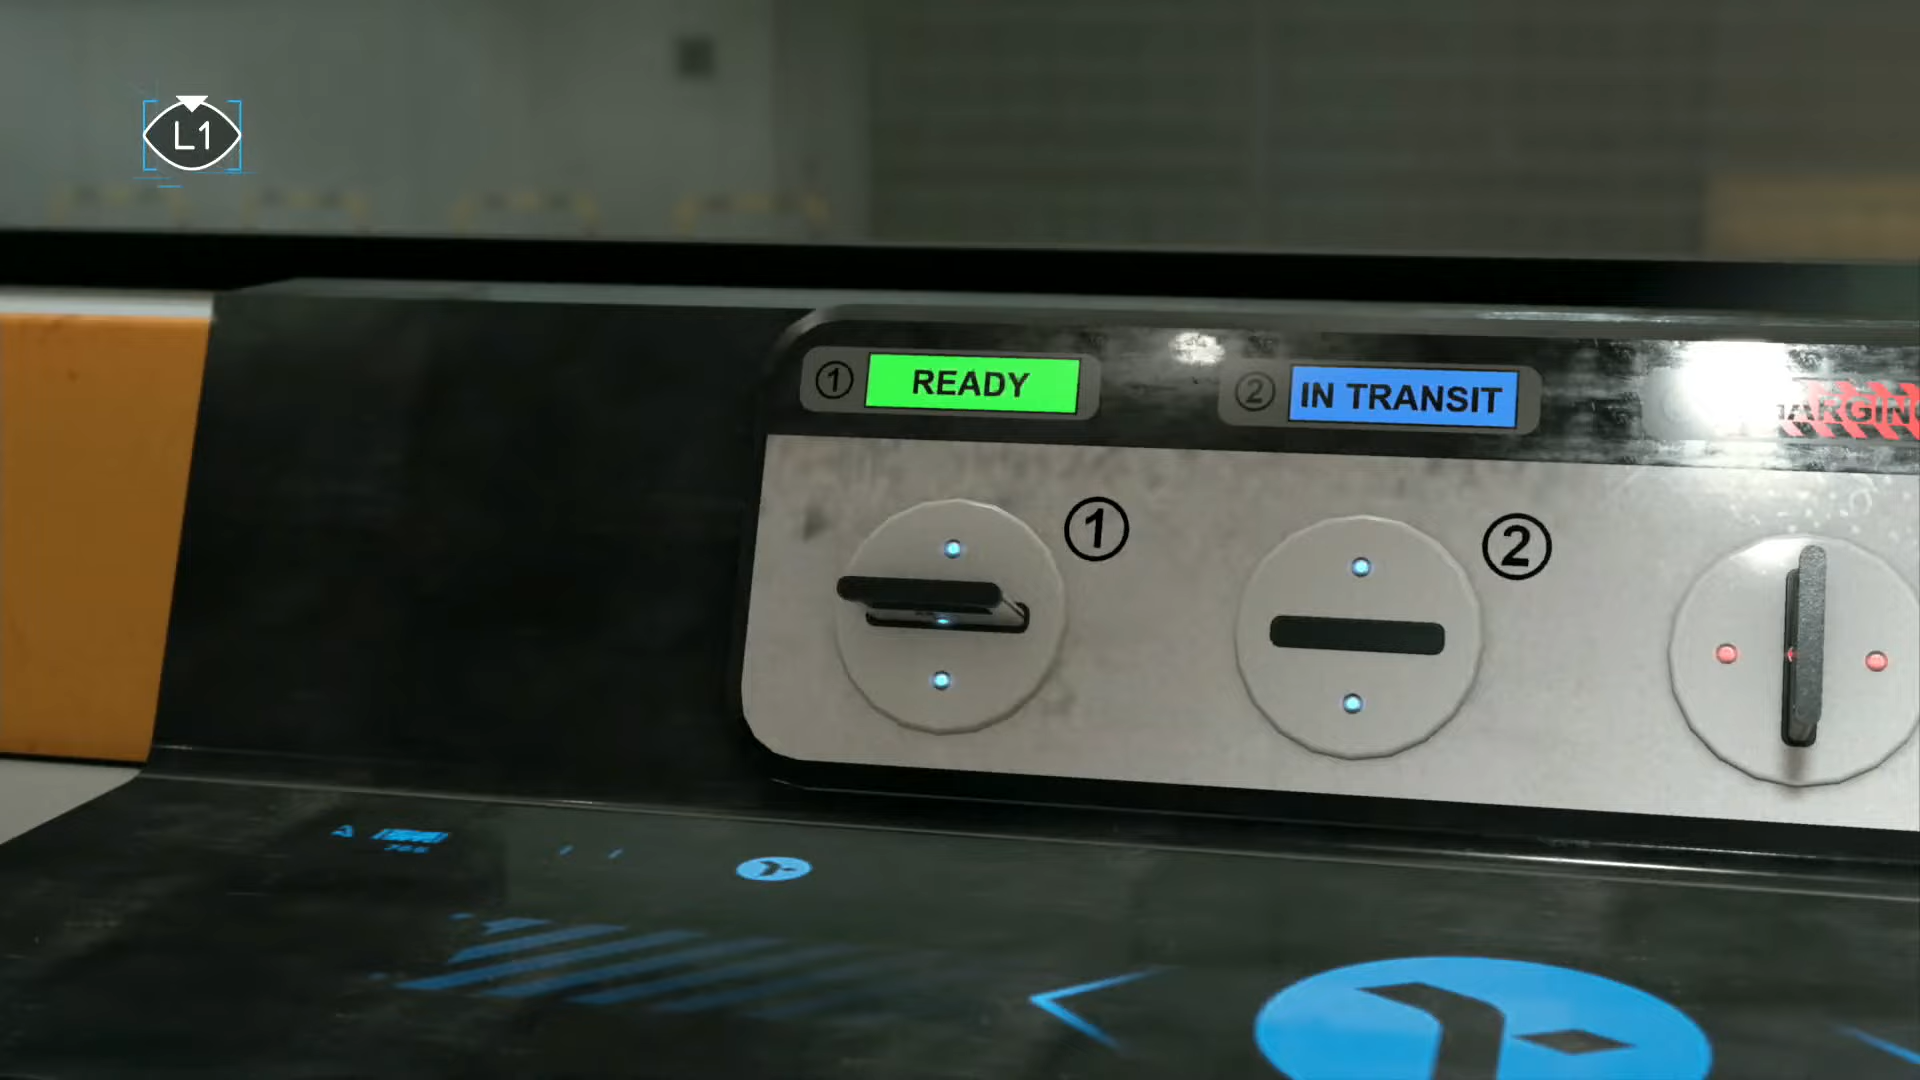 L1
① READY
② IN TRANSIT
①
②